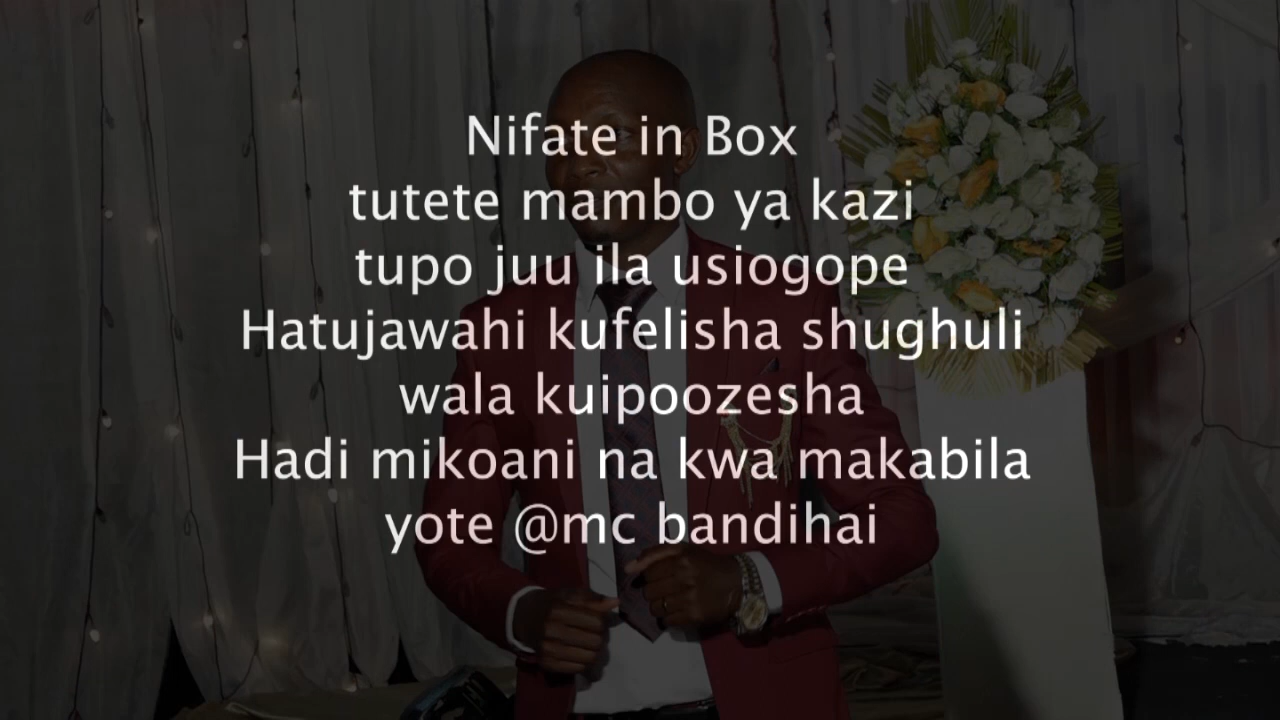 Nifate in Box
tutete mambo ya kazi
tupo juu ila usiogope
Hatujawahi kufelisha shughuli
wala kuipoozesha
Hadi mikoani na kwa makabila
yote @mc bandihai